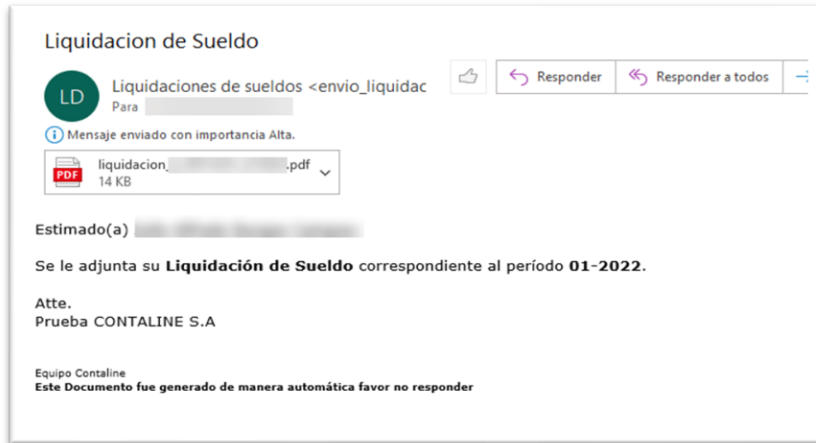 Liquidacion de Sueldo
LD
Liquidaciones de sueldos <envio_liquidac
Responder
Responder a todos
Para
Mensaje enviado con importancia Alta.
PDF
liquidacion_ .pdf
14 KB
Estimado(a)
Se le adjunta su Liquidación de Sueldo correspondiente al período 01-2022.
Atte.
Prueba CONTALINE S.A
Equipo Contaline
Este Documento fue generado de manera automática favor no responder